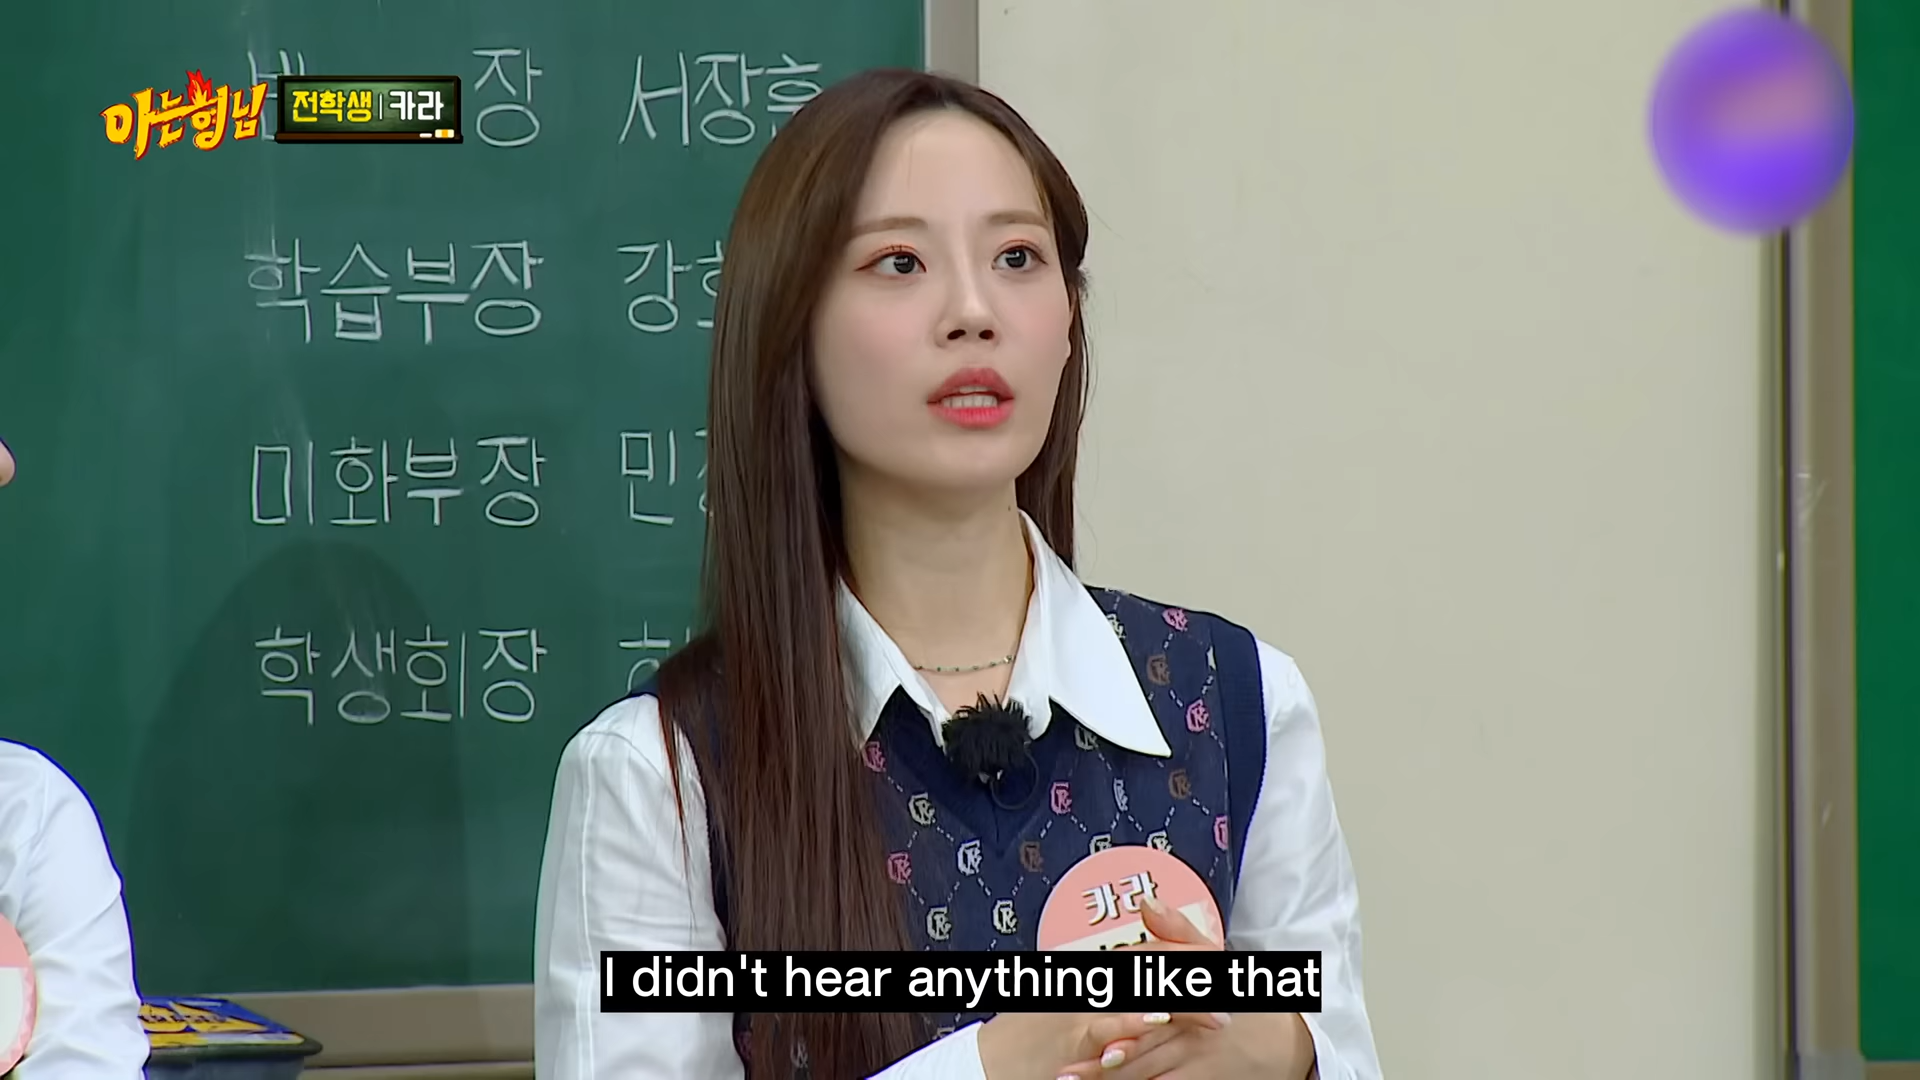 아는형님
전학생 | 카라
장 서장훈
학습부장 강호
미화부장 민
학생회장
카라
I didn't hear anything like that